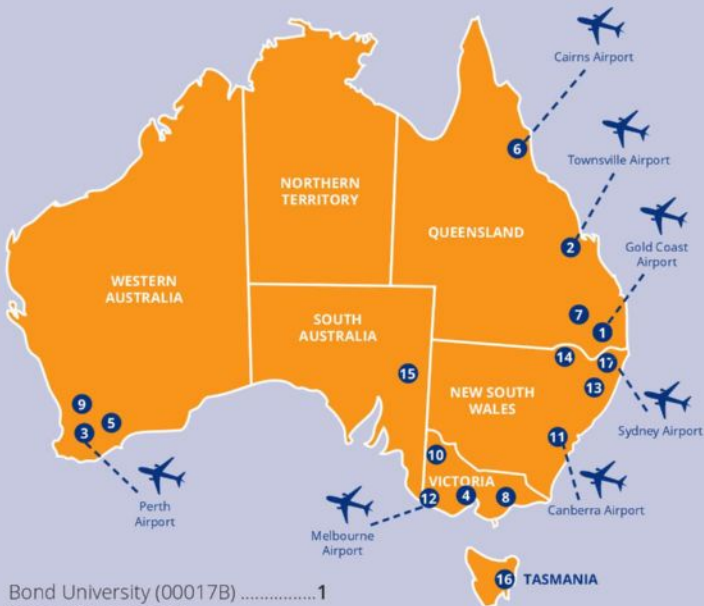 Cairns Airport
6
Townsville Airport
NORTHERN
TERRITORY
QUEENSLAND
2
Gold Coast
Airport
WESTERN
AUSTRALIA
SOUTH
AUSTRALIA
7
1
14
17
15
13
NEW SOUTH
WALES
9
5
3
Sydney Airport
11
10
VICTORIA
12
4
8
Canberra Airport
Perth
Airport
Melbourne
Airport
16
TASMANIA
Bond University (00017B) ...............1